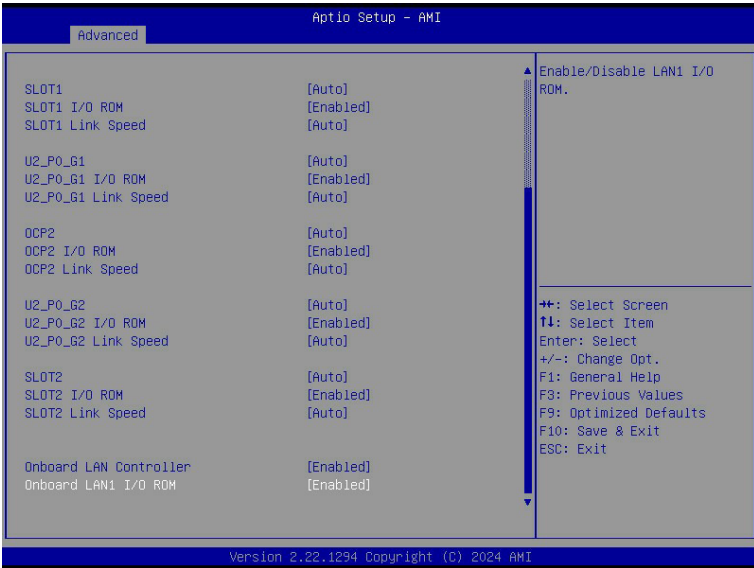 Aptio Setup – AMI
Advanced
SLOT1 [Auto]
SLOT1 I/O ROM [Enabled]
SLOT1 Link Speed [Auto]
U2_P0_G1 [Auto]
U2_P0_G1 I/O ROM [Enabled]
U2_P0_G1 Link Speed [Auto]
OCP2 [Auto]
OCP2 I/O ROM [Enabled]
OCP2 Link Speed [Auto]
U2_P0_G2 [Auto]
U2_P0_G2 I/O ROM [Enabled]
U2_P0_G2 Link Speed [Auto]
SLOT2 [Auto]
SLOT2 I/O ROM [Enabled]
SLOT2 Link Speed [Auto]
Onboard LAN Controller [Enabled]
Onboard LAN1 I/O ROM [Enabled]
Enable/Disable LAN1 I/O
ROM.
→←: Select Screen
↑↓: Select Item
Enter: Select
+/-: Change Opt.
F1: General Help
F3: Previous Values
F9: Optimized Defaults
F10: Save & Exit
ESC: Exit
Version 2.22.1294 Copyright (C) 2024 AMI